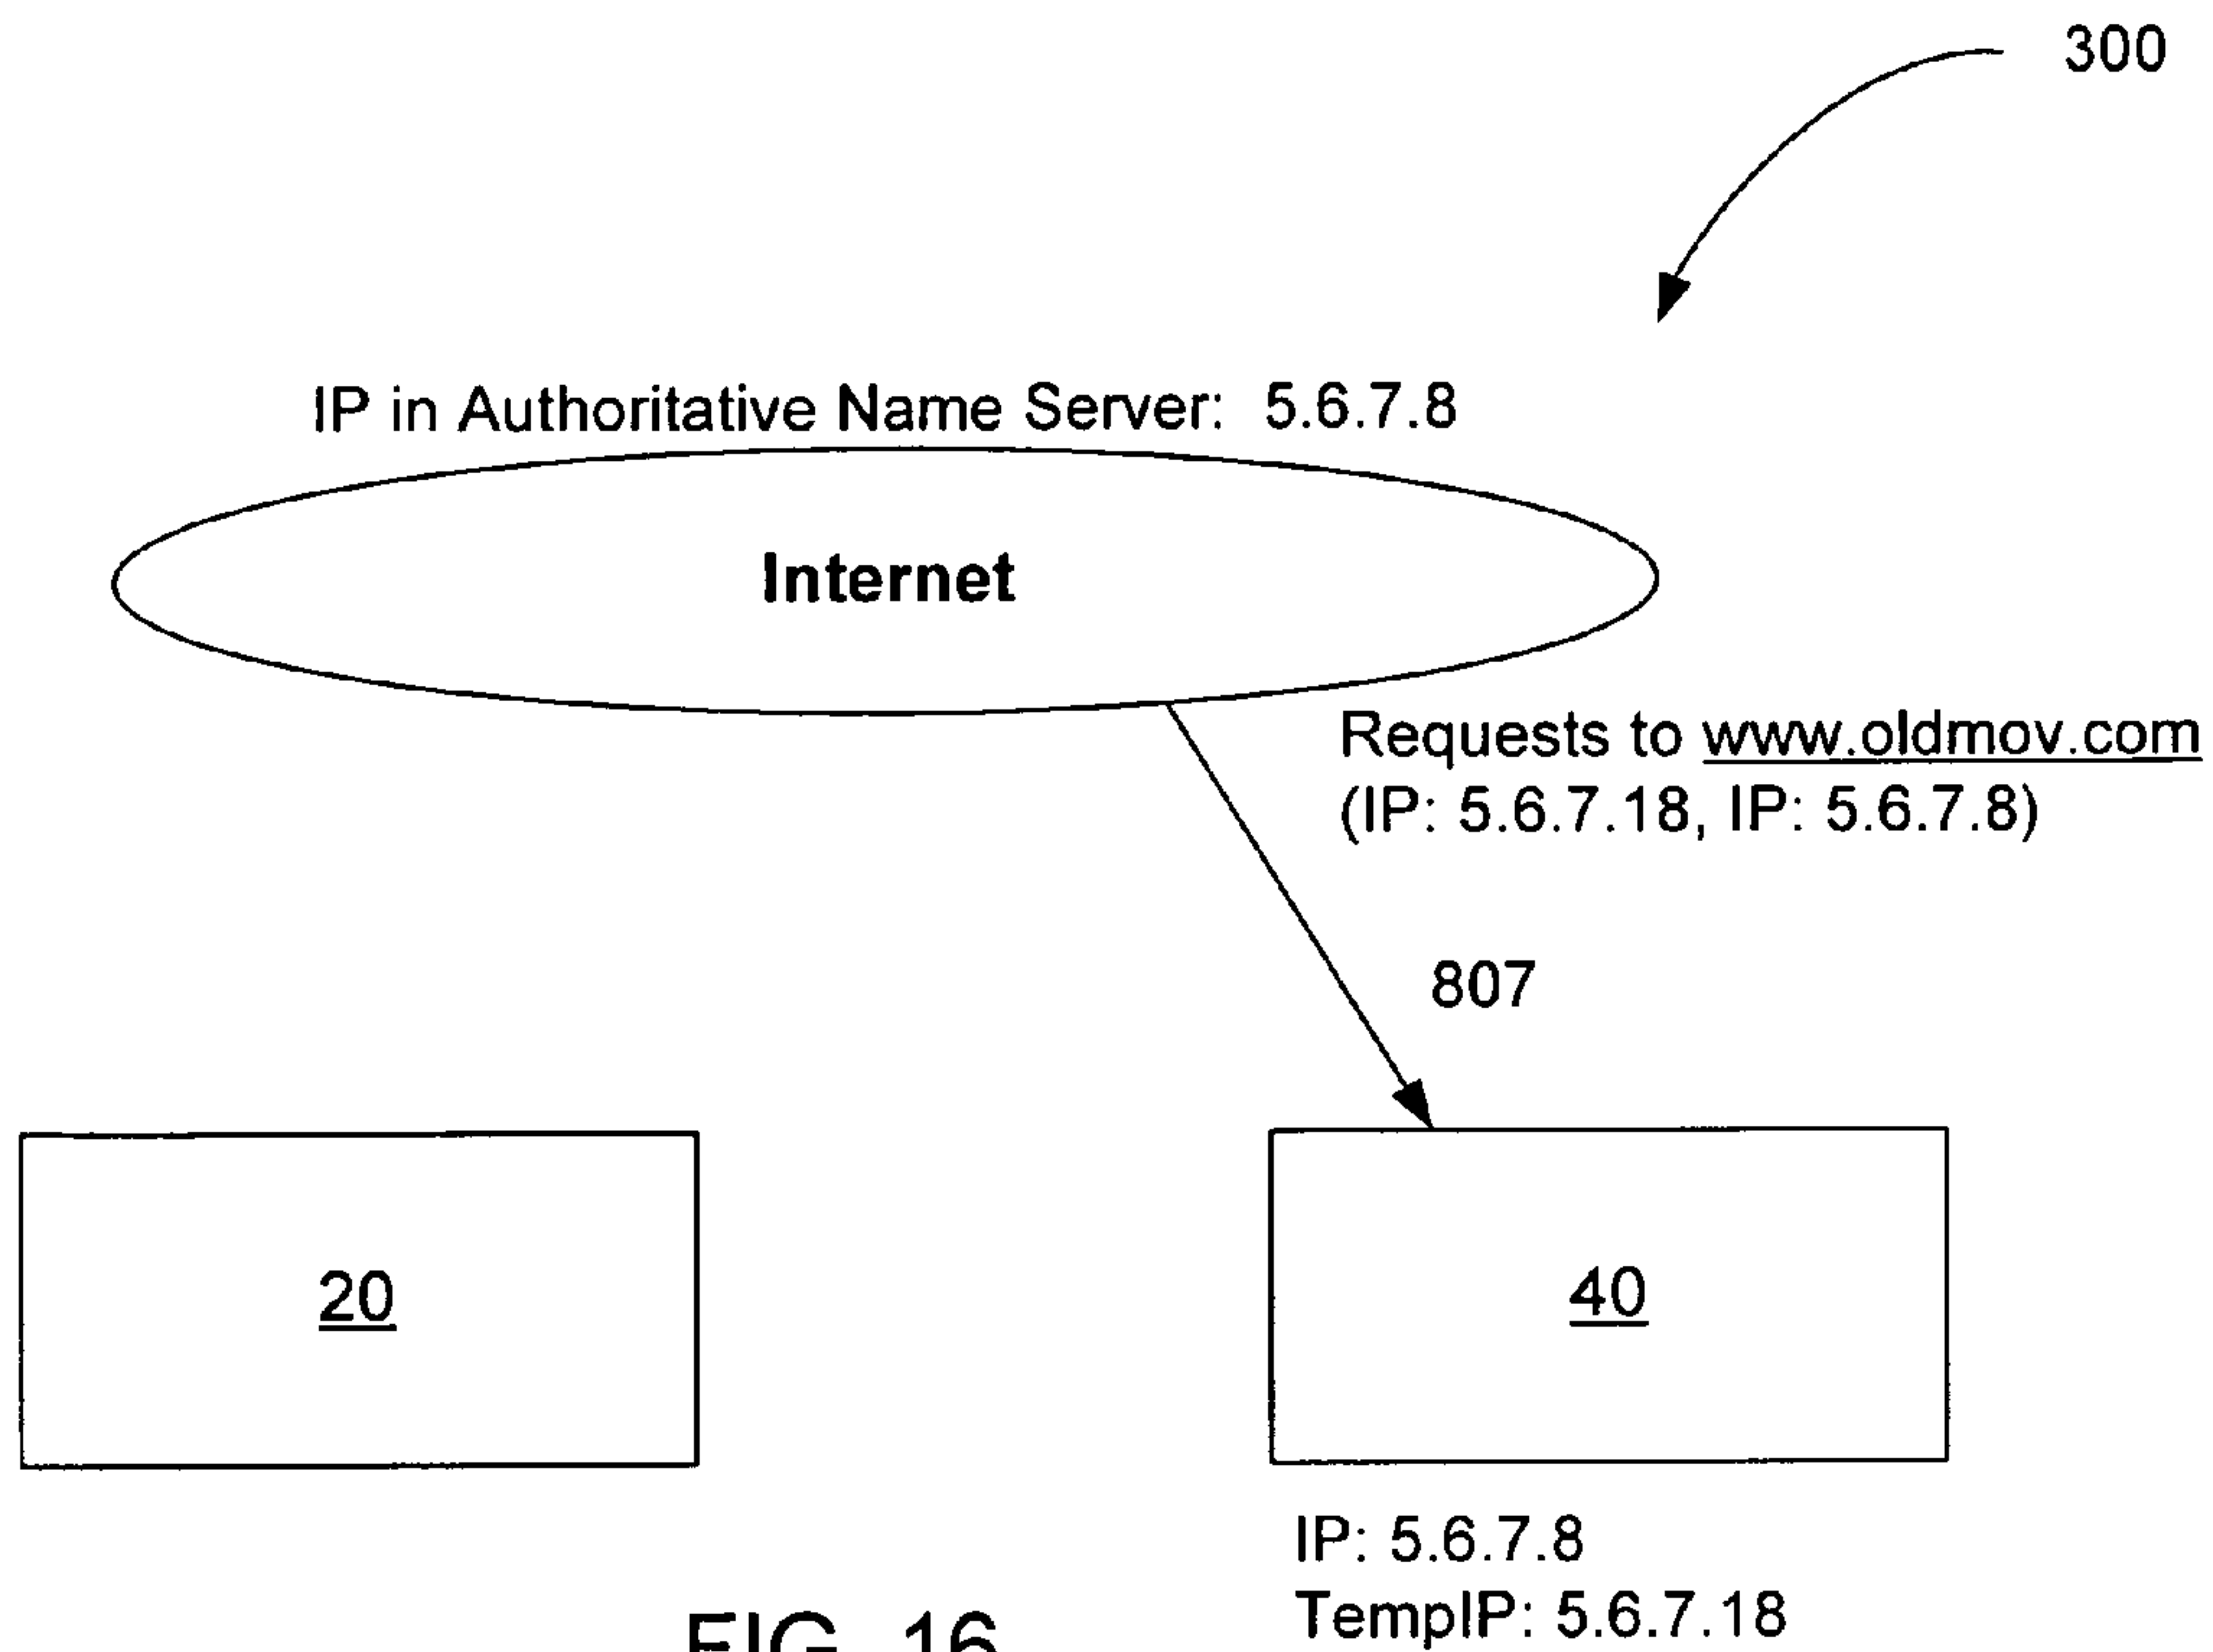 300
IP in Authoritative Name Server: 5.6.7.8
Internet
Requests to www.oldmov.com
(IP: 5.6.7.18, IP: 5.6.7.8)
807
20
40
IP: 5.6.7.8
TempIP: 5.6.7.18
FIG. 16